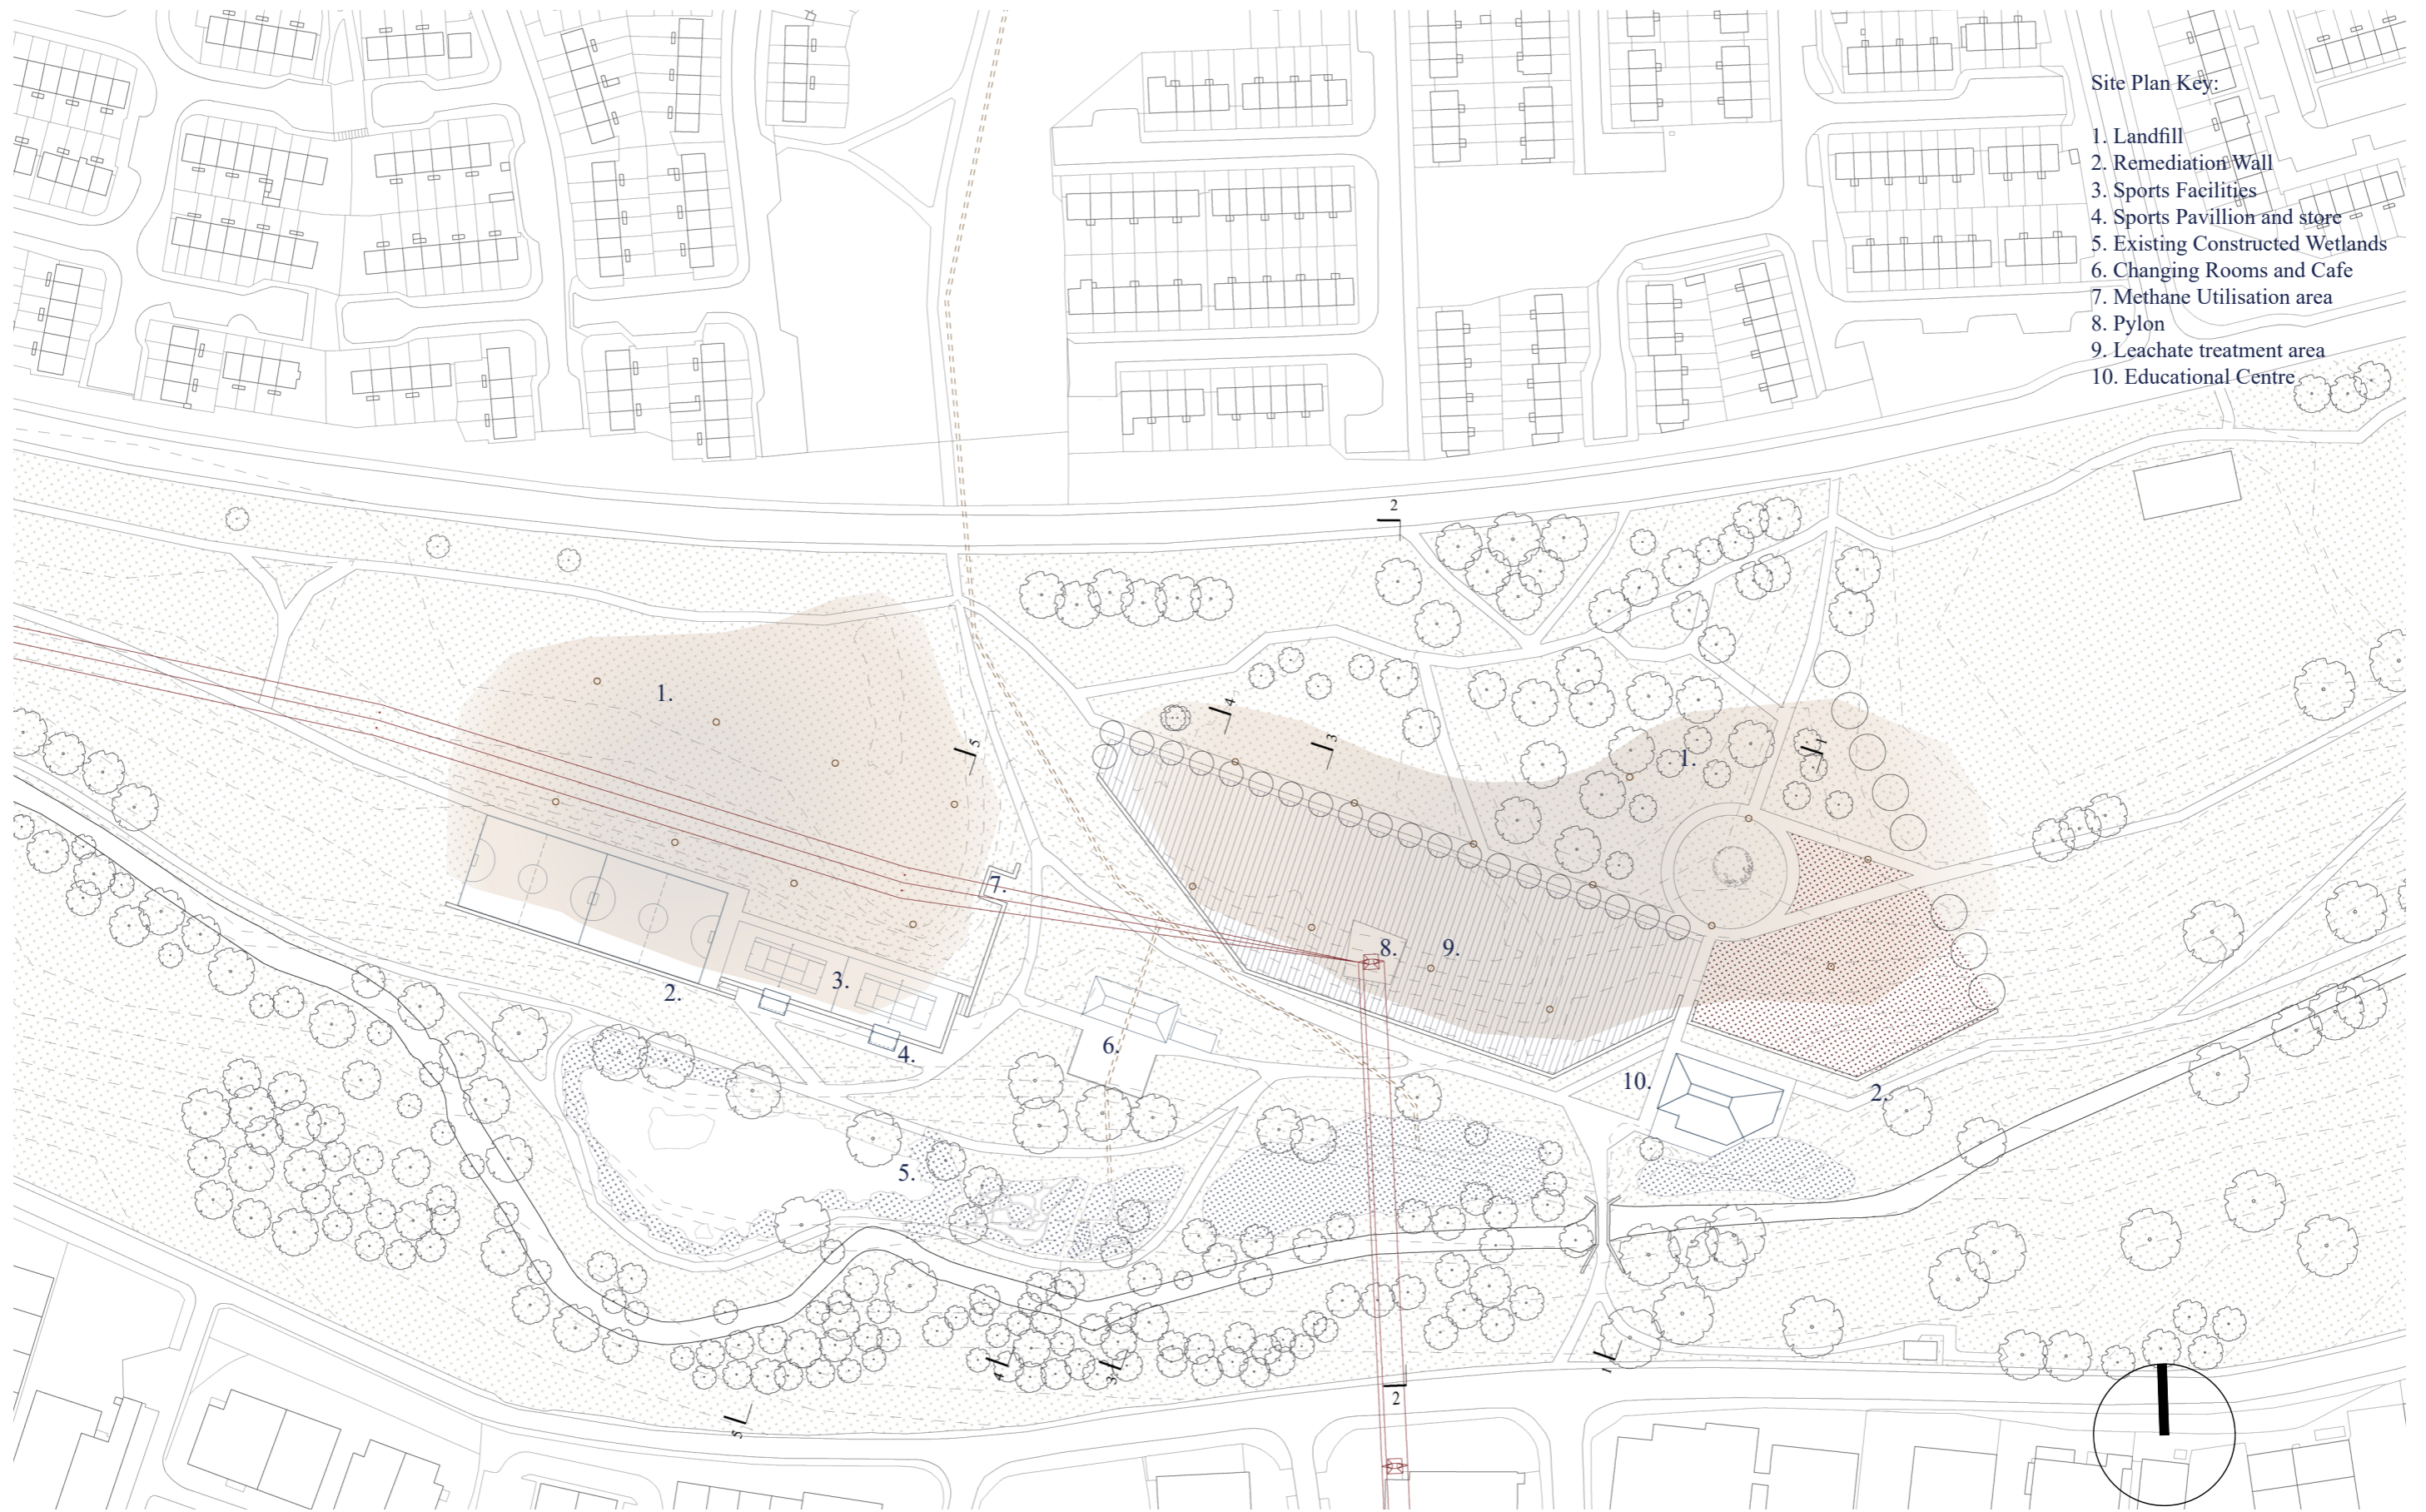 Site Plan Key:
1. Landfill
2. Remediation Wall
3. Sports Facilities
4. Sports Pavillion and store
5. Existing Constructed Wetlands
6. Changing Rooms and Cafe
7. Methane Utilisation area
8. Pylon
9. Leachate treatment area
10. Educational Centre
2
1.
4
3
5
1.
1
7.
8.
9.
3.
2.
4.
6.
10.
2.
5.
4
3
1
2
5